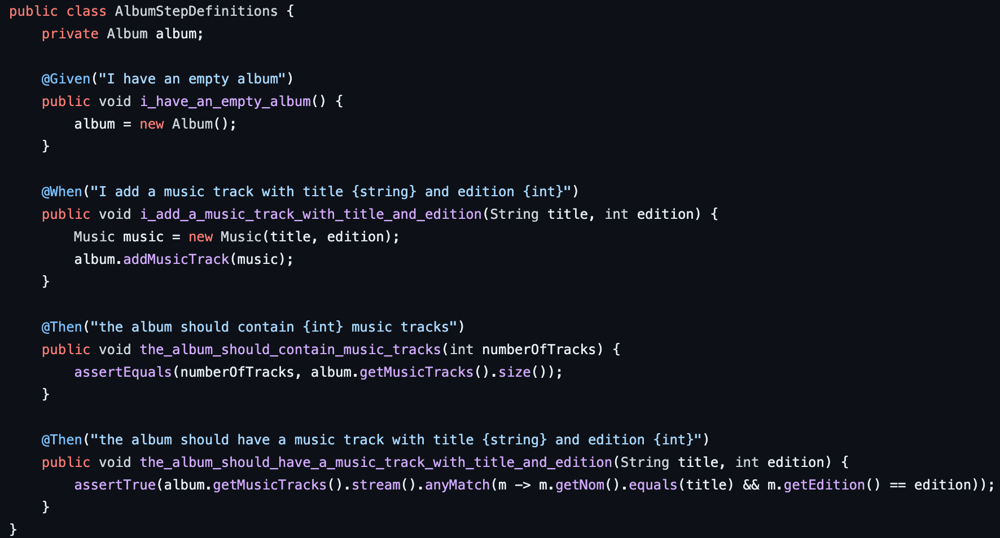 public class AlbumStepDefinitions {
    private Album album;

    @Given("I have an empty album")
    public void i_have_an_empty_album() {
        album = new Album();
    }

    @When("I add a music track with title {string} and edition {int}")
    public void i_add_a_music_track_with_title_and_edition(String title, int edition) {
        Music music = new Music(title, edition);
        album.addMusicTrack(music);
    }

    @Then("the album should contain {int} music tracks")
    public void the_album_should_contain_music_tracks(int numberOfTracks) {
        assertEquals(numberOfTracks, album.getMusicTracks().size());
    }

    @Then("the album should have a music track with title {string} and edition {int}")
    public void the_album_should_have_a_music_track_with_title_and_edition(String title, int edition) {
        assertTrue(album.getMusicTracks().stream().anyMatch(m -> m.getNom().equals(title) && m.getEdition() == edition));
    }
}